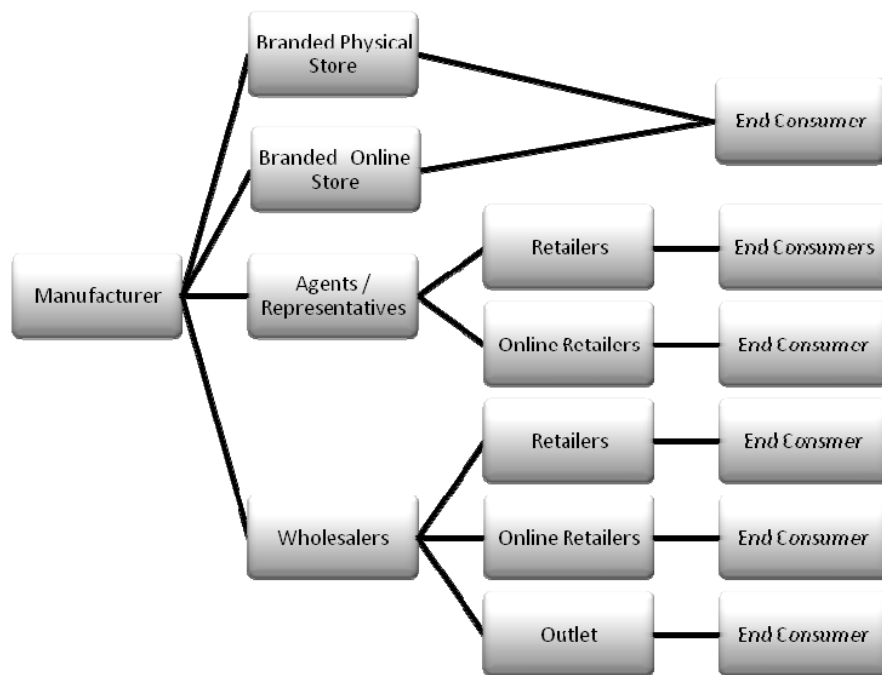 Branded Physical
Store
End Consumer
Branded Online
Store
Retailers
End Consumers
Manufacturer
Agents /
Representatives
Online Retailers
End Consumer
Retailers
End Consmer
Wholesalers
Online Retailers
End Consumer
Outlet
End Consumer